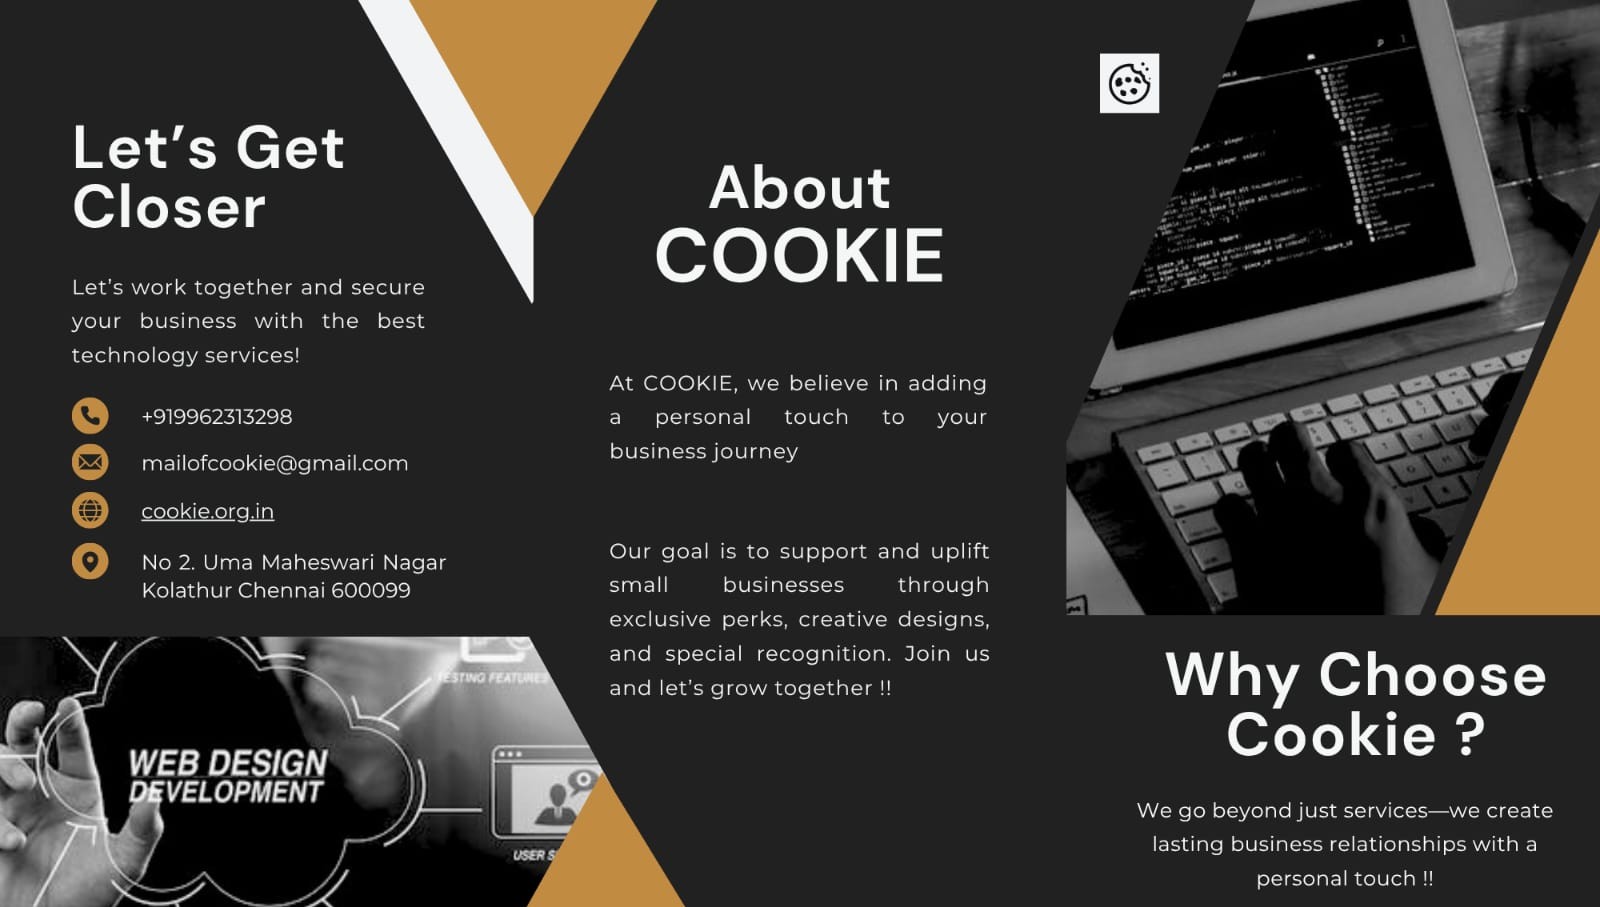 Let’s Get
Closer
Let’s work together and secure
your business with the best
technology services!
+919962313298
mailofcookie@gmail.com
cookie.org.in
No 2. Uma Maheswari Nagar
Kolathur Chennai 600099
TESTING FEATURES
WEB DESIGN
DEVELOPMENT
USER S
About
COOKIE
At COOKIE, we believe in adding
a personal touch to your
business journey
Our goal is to support and uplift
small businesses through
exclusive perks, creative designs,
and special recognition. Join us
and let’s grow together !!
Why Choose
Cookie ?
We go beyond just services—we create
lasting business relationships with a
personal touch !!